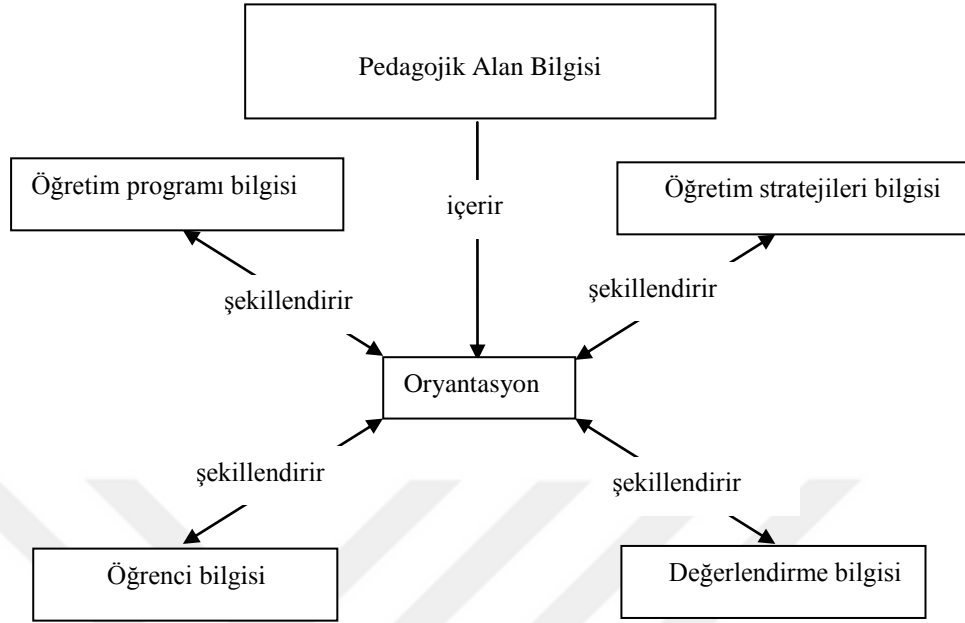 Pedagojik Alan Bilgisi
Öğretim programı bilgisi
Öğretim stratejileri bilgisi
içerir
şekillendirir
şekillendirir
Oryantasyon
şekillendirir
şekillendirir
Öğrenci bilgisi
Değerlendirme bilgisi